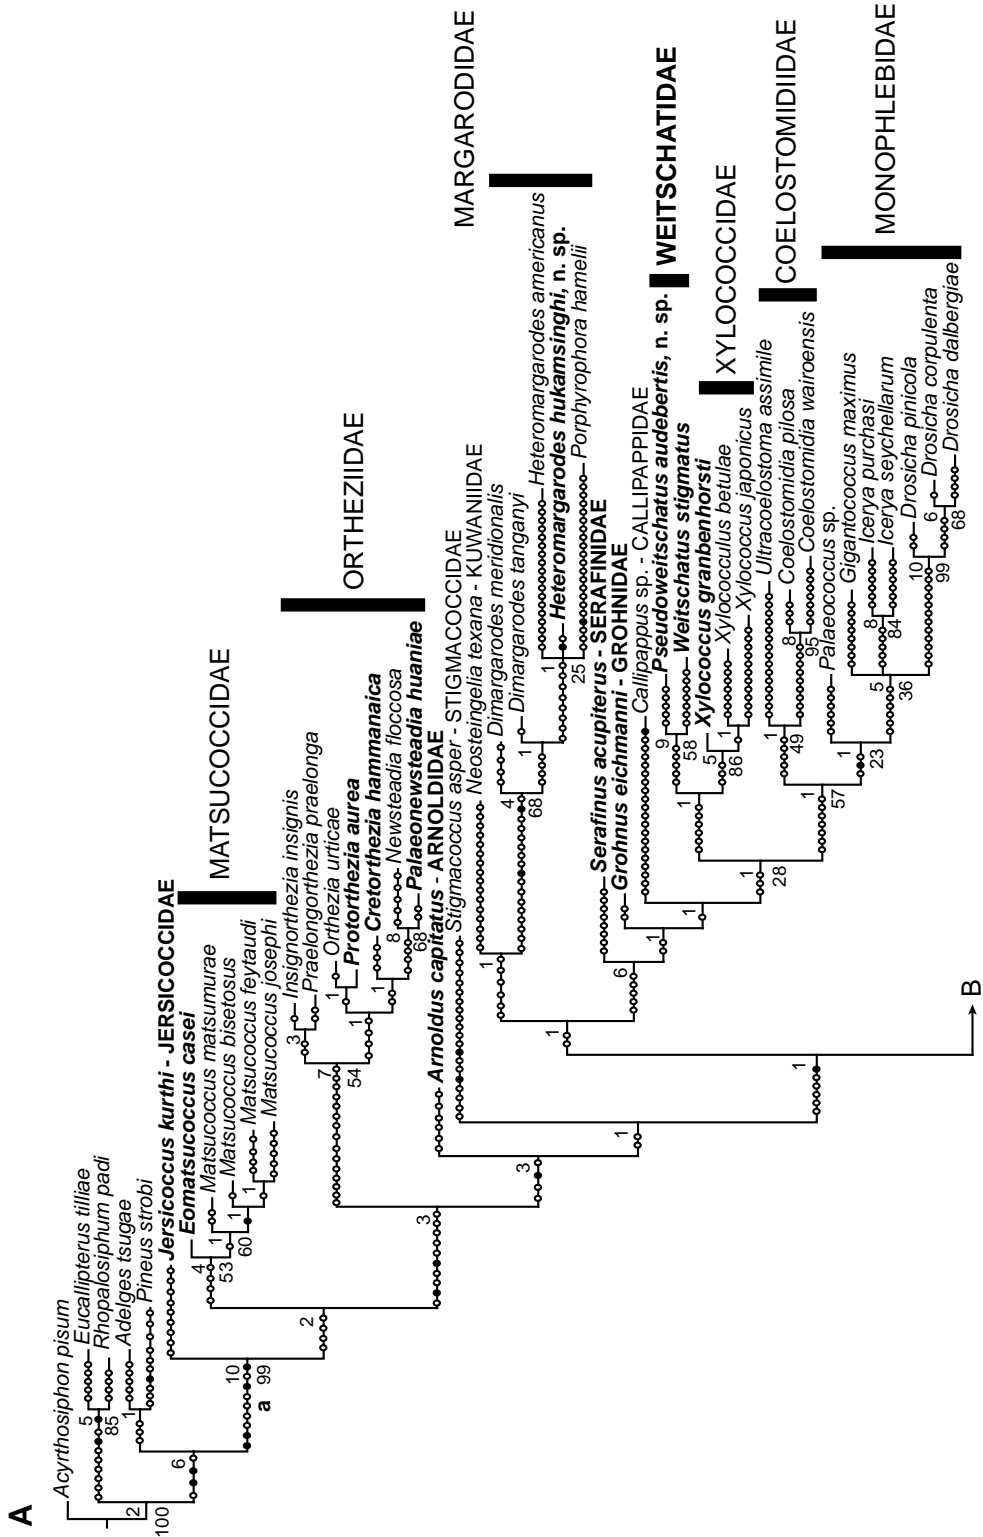 A
Acyrthosiphon pisum
Eucallipterus tilliae
Rhopalosiphum padi
Adelges tsugae
Pineus strobi
Jersicoccus kurthi - JERSICOCCIDAE
Eomatsucoccus casei
Matsucoccus matsumurae
Matsucoccus bisetosus
Matsucoccus feytaudi
Matsucoccus josephi
MATSUCOCCIDAE
Insignorthezia insignis
Praelongorthezia praelonga
Orthezia urticae
Protorthezia aurea
Cretorthezia hammanaica
Newsteadia floccosa
Palaeonewsteadia huaniae
ORTHEZIIDAE
Arnoldus capitatus - ARNOLDIDAE
Stigmacoccus asper - STIGMACOCCIDAE
Neosteingelia texana - KUWANIIDAE
Dimargarodes meridionalis
Dimargarodes tanganyi
Heteromargarodes americanus
Heteromargarodes hukamsinghi, n. sp.
Porphyrophora hamelii
MARGARODIDAE
Serafinus acupiterus - SERAFINIDAE
Grohnus eichmanni - GROHNIDAE
Callipappus sp. - CALLIPAPPIDAE
Pseudoweitschatus audebertis, n. sp.
Weitschatus stigmatus
WEITSCHATIDAE
Xylococcus granbenhorsti
Xylococculus betulae
Xylococcus japonicus
XYLOCOCCIDAE
Ultracoelostoma assimile
Coelostomidia pilosa
Coelostomidia wairoensis
COELOSTOMIDIIDAE
Palaeococcus sp.
Gigantococcus maximus
Icerya purchasi
Icerya seychellarum
Drosicha pinicola
Drosicha corpulenta
Drosicha dalbergiae
MONOPHLEBIDAE
2
100
5
85
1
6
10
99
a
2
4
53
1
60
1
1
3
7
54
3
1
1
1
8
68
3
1
1
1
1
4
68
1
1
25
6
1
1
1
28
1
9
58
5
86
1
1
57
1
49
8
95
1
23
5
36
8
84
10
99
6
68
B